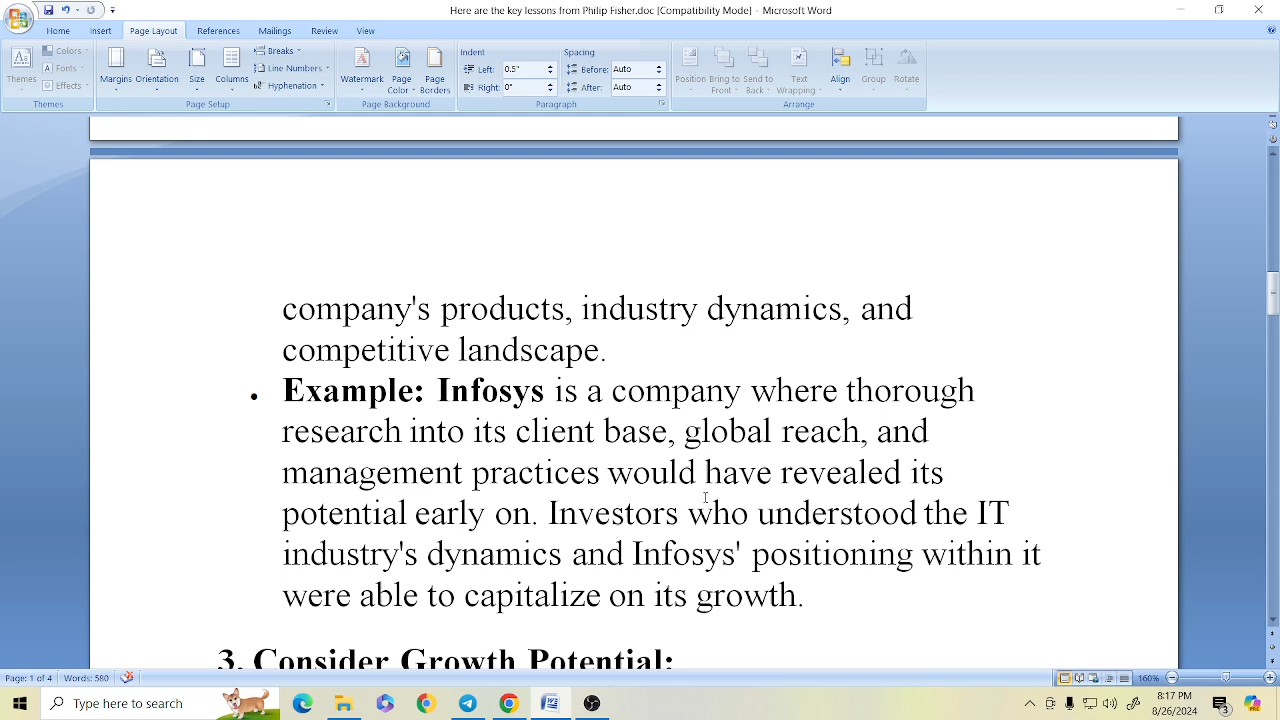 Here are the key lessons from Philip Fisher.doc [Compatibility Mode] - Microsoft Word
Home Insert Page Layout References Mailings Review View
Themes Colors Fonts Effects Margins Orientation Size Columns Breaks Line Numbers Hyphenation Watermark Page Color Page Borders Indent Left: 0.5" Right: 0" Spacing Before: Auto After: Auto Position Bring to Front Send to Back Text Wrapping Align Group Rotate
Themes Page Setup Page Background Paragraph Arrange
company's products, industry dynamics, and
competitive landscape.
• Example: Infosys is a company where thorough
research into its client base, global reach, and
management practices would have revealed its
potential early on. Investors who understood the IT
industry's dynamics and Infosys' positioning within it
were able to capitalize on its growth.
3. Consider Growth Potential:
Page: 1 of 4 Words: 580 160%
Type here to search 8:17 PM
8/26/2024